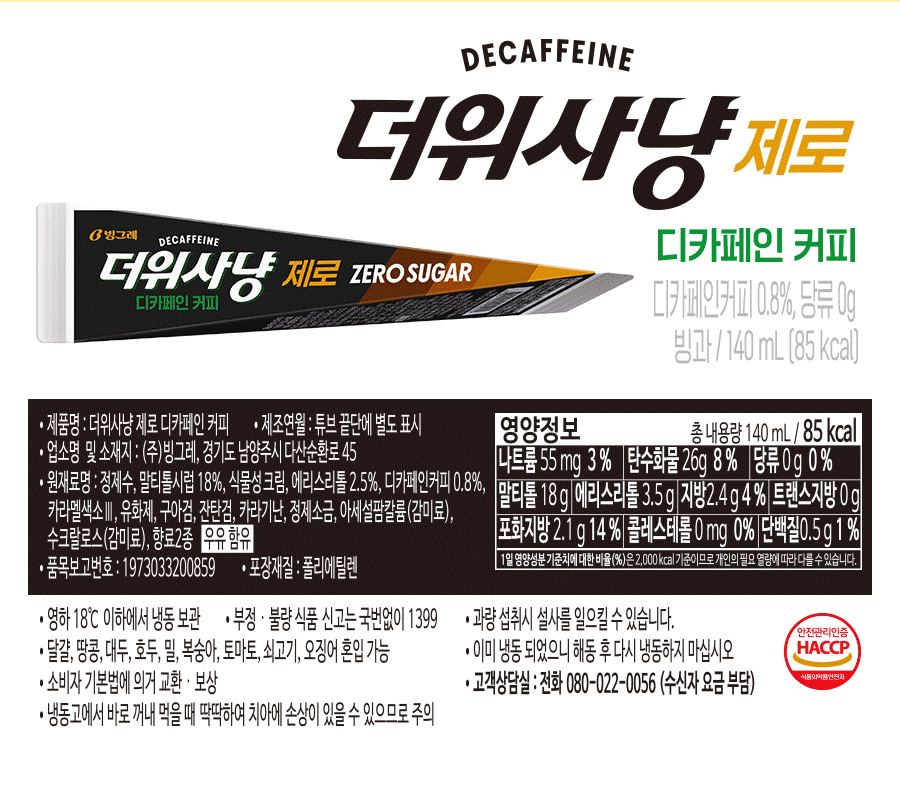 DECAFFEINE
더위사냥 제로
빙그레
DECAFFEINE
더위사냥 제로 ZERO SUGAR
디카페인 커피
디카페인 커피
디카페인커피 0.8%, 당류 0g
빙과 / 140 mL (85 kcal)
• 제품명 : 더위사냥 제로 디카페인 커피 • 제조연월 : 튜브 끝단에 별도 표시
• 업소명 및 소재지 : (주)빙그레, 경기도 남양주시 다산순환로 45
• 원재료명 : 정제수, 말티톨시럽 18%, 식물성크림, 에리스리톨 2.5%, 디카페인커피 0.8%,
카라멜색소Ⅲ, 유화제, 구아검, 잔탄검, 카라기난, 정제소금, 아세설팜칼륨(감미료),
수크랄로스(감미료), 향료2종 우유 함유
• 품목보고번호 : 1973033200859 • 포장재질 : 폴리에틸렌
영양정보 총 내용량 140 mL / 85 kcal
나트륨 55 mg 3% 탄수화물 26g 8% 당류 0 g 0%
말티톨 18 g 에리스리톨 3.5 g 지방 2.4 g 4% 트랜스지방 0 g
포화지방 2.1 g 14% 콜레스테롤 0 mg 0% 단백질 0.5 g 1%
1일 영양성분 기준치에 대한 비율(%)은 2,000 kcal 기준이므로 개인의 필요 열량에 따라 다를 수 있습니다.
• 영하 18℃ 이하에서 냉동 보관 • 부정 · 불량 식품 신고는 국번없이 1399
• 달걀, 땅콩, 대두, 호두, 밀, 복숭아, 토마토, 쇠고기, 오징어 혼입 가능
• 소비자 기본법에 의거 교환 · 보상
• 냉동고에서 바로 꺼내 먹을 때 딱딱하여 치아에 손상이 있을 수 있으므로 주의
• 과량 섭취시 설사를 일으킬 수 있습니다.
• 이미 냉동 되었으니 해동 후 다시 냉동하지 마십시오
• 고객상담실 : 전화 080-022-0056 (수신자 요금 부담)
안전관리인증
HACCP
식품의약품안전처